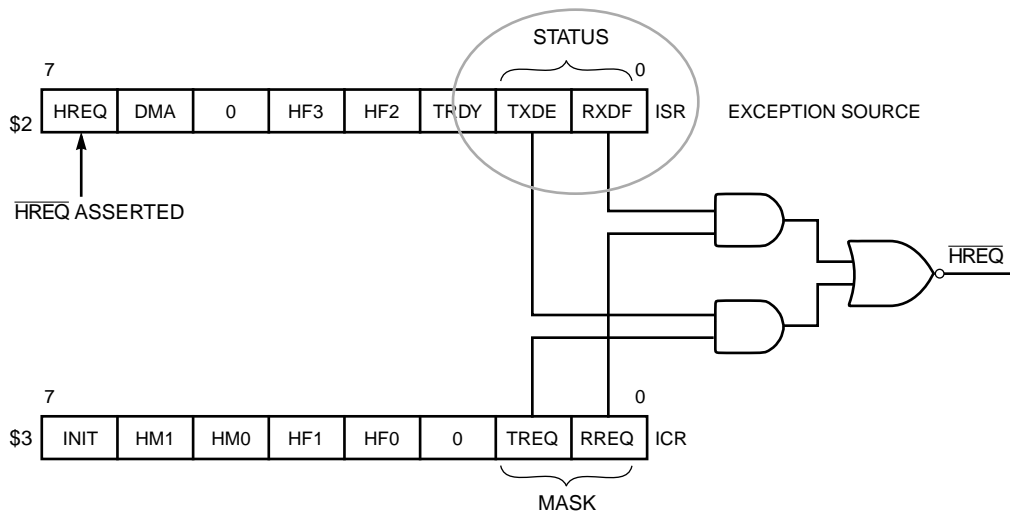 STATUS
7 0
$2 HREQ DMA 0 HF3 HF2 TRDY TXDE RXDF ISR EXCEPTION SOURCE
HREQ ASSERTED
HREQ
7 0
$3 INIT HM1 HM0 HF1 HF0 0 TREQ RREQ ICR
MASK